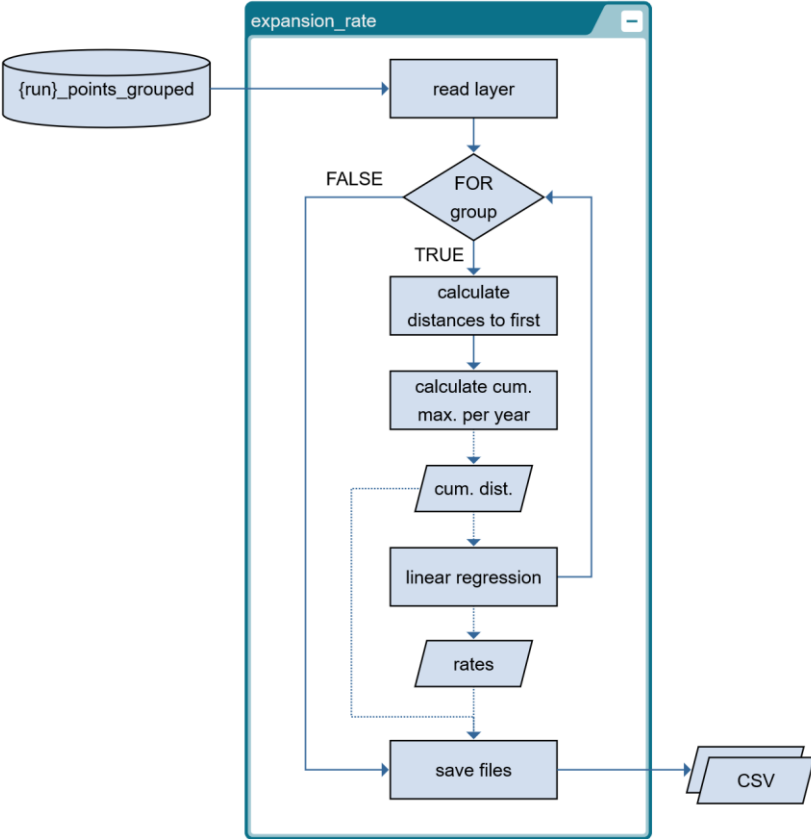 expansion_rate
{run}_points_grouped
read layer
FALSE
FOR
group
TRUE
calculate
distances to first
calculate cum.
max. per year
cum. dist.
linear regression
rates
save files
CSV